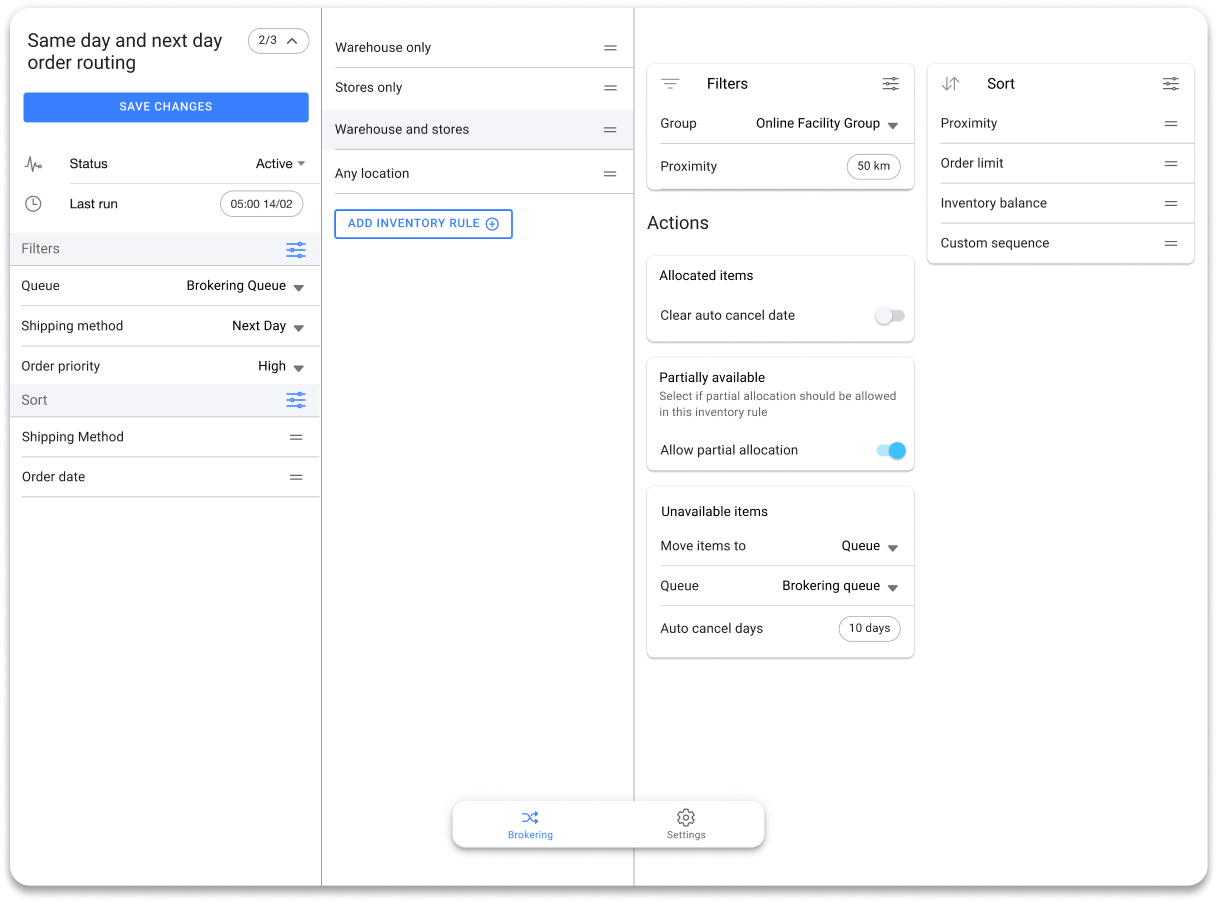 Same day and next day
order routing
2/3
SAVE CHANGES
Status
Active
Last run
05:00 14/02
Filters
Queue
Brokering Queue
Shipping method
Next Day
Order priority
High
Sort
Shipping Method
Order date
Warehouse only
Stores only
Warehouse and stores
Any location
ADD INVENTORY RULE
Filters
Group
Online Facility Group
Proximity
50 km
Actions
Allocated items
Clear auto cancel date
Partially available
Select if partial allocation should be allowed
in this inventory rule
Allow partial allocation
Unavailable items
Move items to
Queue
Queue
Brokering queue
Auto cancel days
10 days
Sort
Proximity
Order limit
Inventory balance
Custom sequence
Brokering
Settings